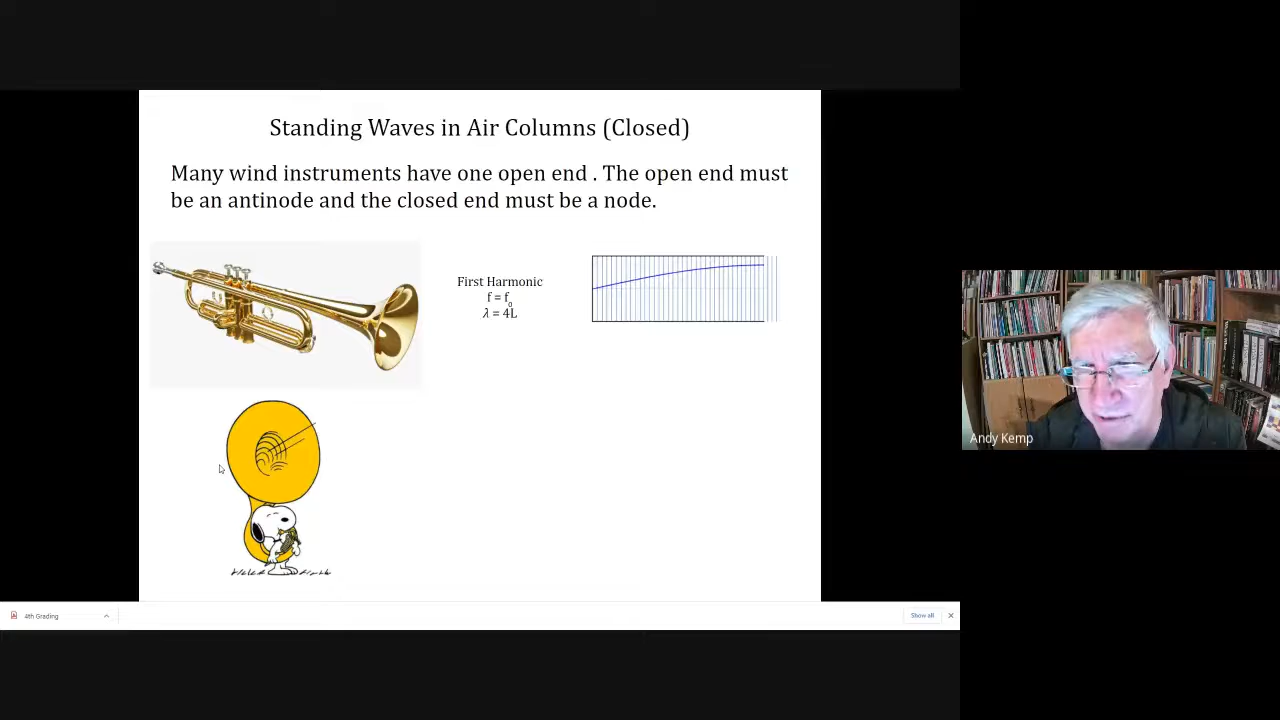 Standing Waves in Air Columns (Closed)
Many wind instruments have one open end . The open end must
be an antinode and the closed end must be a node.
First Harmonic
f = f₀
λ = 4L
Andy Kemp
4th Grading
Show all